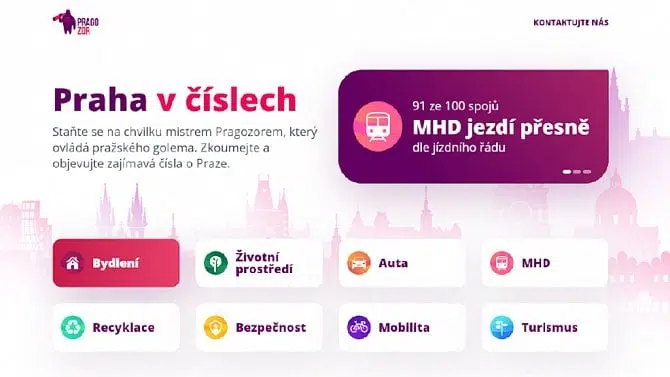 PRAGO
ZOR
KONTAKTUJTE NÁS
Praha v číslech
Staňte se na chvilku mistrem Pragozorem, který
ovládá pražského golema. Zkoumejte a
objevujte zajímavá čísla o Praze.
91 ze 100 spojů
MHD jezdí přesně
dle jízdního řádu
Bydlení
Životní
prostředí
Auta
MHD
Recyklace
Bezpečnost
Mobilita
Turismus